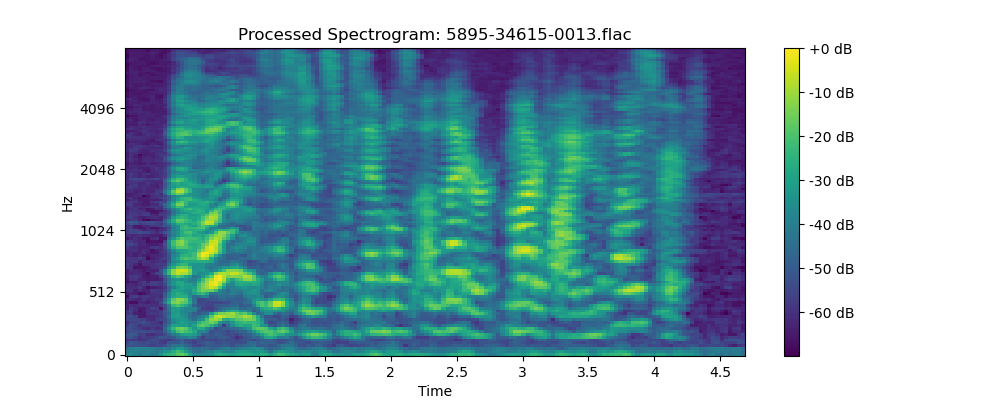 Processed Spectrogram: 5895-34615-0013.flac
+0 dB
-10 dB
-20 dB
-30 dB
-40 dB
-50 dB
-60 dB
Hz
4096
2048
1024
512
0
0 0.5 1 1.5 2 2.5 3 3.5 4 4.5
Time